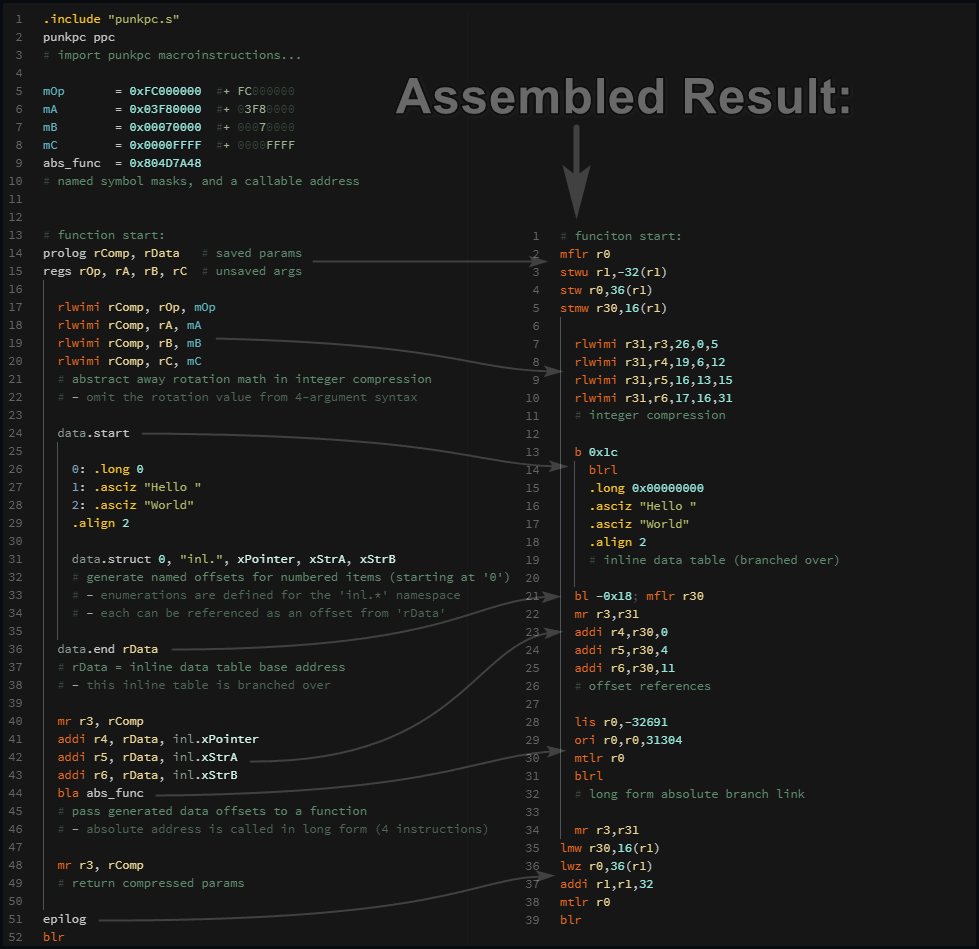 1 .include "punkpc.s"
2 punkpc ppc
3 # import punkpc macroinstructions...
4
5 mOp = 0xFC000000 #+ FC000000
6 mA = 0x03F80000 #+ 03F80000
7 mB = 0x00070000 #+ 00070000
8 mC = 0x0000FFFF #+ 0000FFFF
9 abs_func = 0x804D7A48
10 # named symbol masks, and a callable address
11
12
13 # function start:
14 prolog rComp, rData # saved params
15 regs rOp, rA, rB, rC # unsaved args
16
17 rlwimi rComp, rOp, mOp
18 rlwimi rComp, rA, mA
19 rlwimi rComp, rB, mB
20 rlwimi rComp, rC, mC
21 # abstract away rotation math in integer compression
22 # - omit the rotation value from 4-argument syntax
23
24 data.start
25
26 0: .long 0
27 1: .asciz "Hello "
28 2: .asciz "World"
29 .align 2
30
31 data.struct 0, "inl.", xPointer, xStrA, xStrB
32 # generate named offsets for numbered items (starting at '0')
33 # - enumerations are defined for the 'inl.*' namespace
34 # - each can be referenced as an offset from 'rData'
35
36 data.end rData
37 # rData = inline data table base address
38 # - this inline table is branched over
39
40 mr r3, rComp
41 addi r4, rData, inl.xPointer
42 addi r5, rData, inl.xStrA
43 addi r6, rData, inl.xStrB
44 bla abs_func
45 # pass generated data offsets to a function
46 # - absolute address is called in long form (4 instructions)
47
48 mr r3, rComp
49 # return compressed params
50
51 epilog
52 blr
Assembled Result:
1 # funciton start:
2 mflr r0
3 stwu r1,-32(r1)
4 stw r0,36(r1)
5 stmw r30,16(r1)
6
7 rlwimi r31,r3,26,0,5
8 rlwimi r31,r4,19,6,12
9 rlwimi r31,r5,16,13,15
10 rlwimi r31,r6,17,16,31
11 # integer compression
12
13 b 0x1c
14 blrl
15 .long 0x00000000
16 .asciz "Hello "
17 .asciz "World"
18 .align 2
19 # inline data table (branched over)
20
21 bl -0x18; mflr r30
22 mr r3,r31
23 addi r4,r30,0
24 addi r5,r30,4
25 addi r6,r30,11
26 # offset references
27
28 lis r0,-32691
29 ori r0,r0,31304
30 mtlr r0
31 blrl
32 # long form absolute branch link
33
34 mr r3,r31
35 lmw r30,16(r1)
36 lwz r0,36(r1)
37 addi r1,r1,32
38 mtlr r0
39 blr